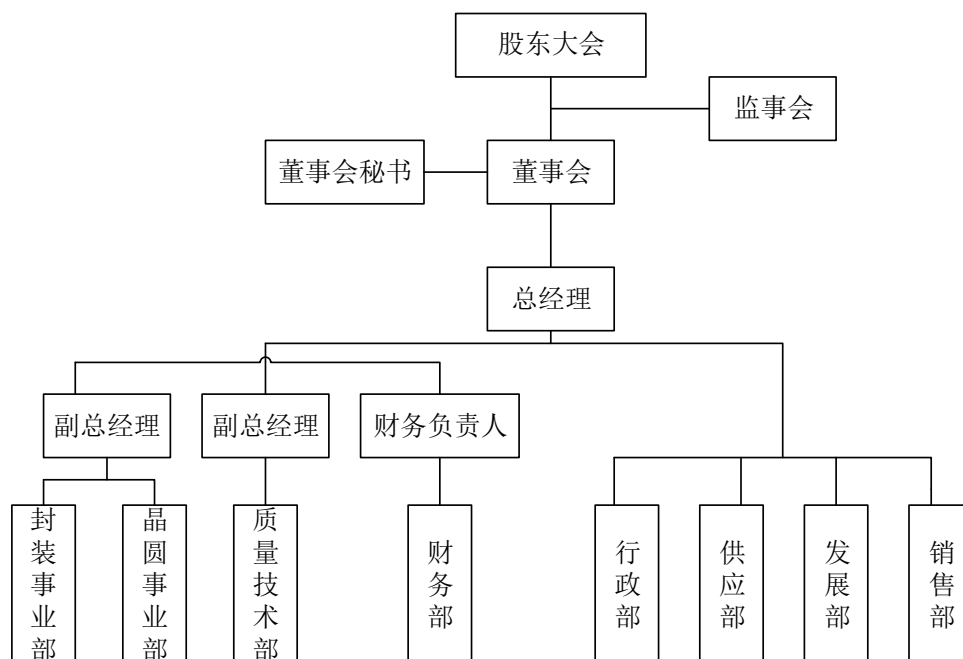 股东大会
监事会
董事会秘书
董事会
总经理
副总经理
副总经理
财务负责人
封装事业部
晶圆事业部
质量技术部
财务部
行政部
供应部
发展部
销售部